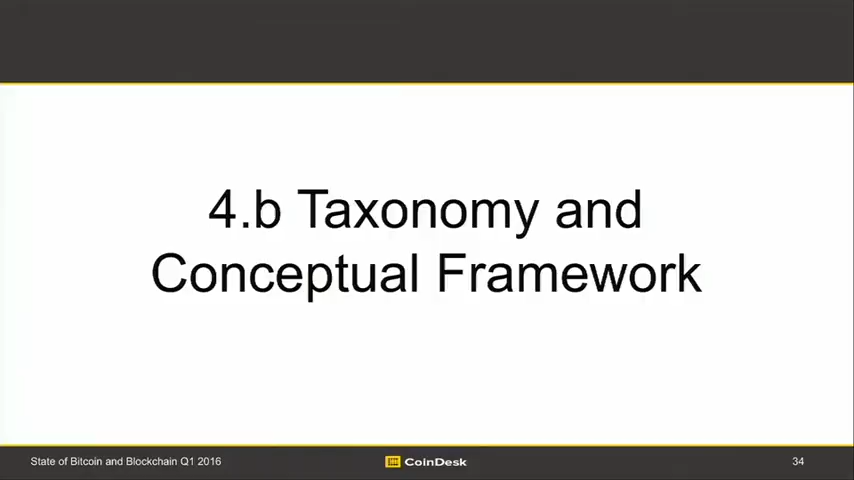 4.b Taxonomy and
Conceptual Framework
State of Bitcoin and Blockchain Q1 2016
CoinDesk
34